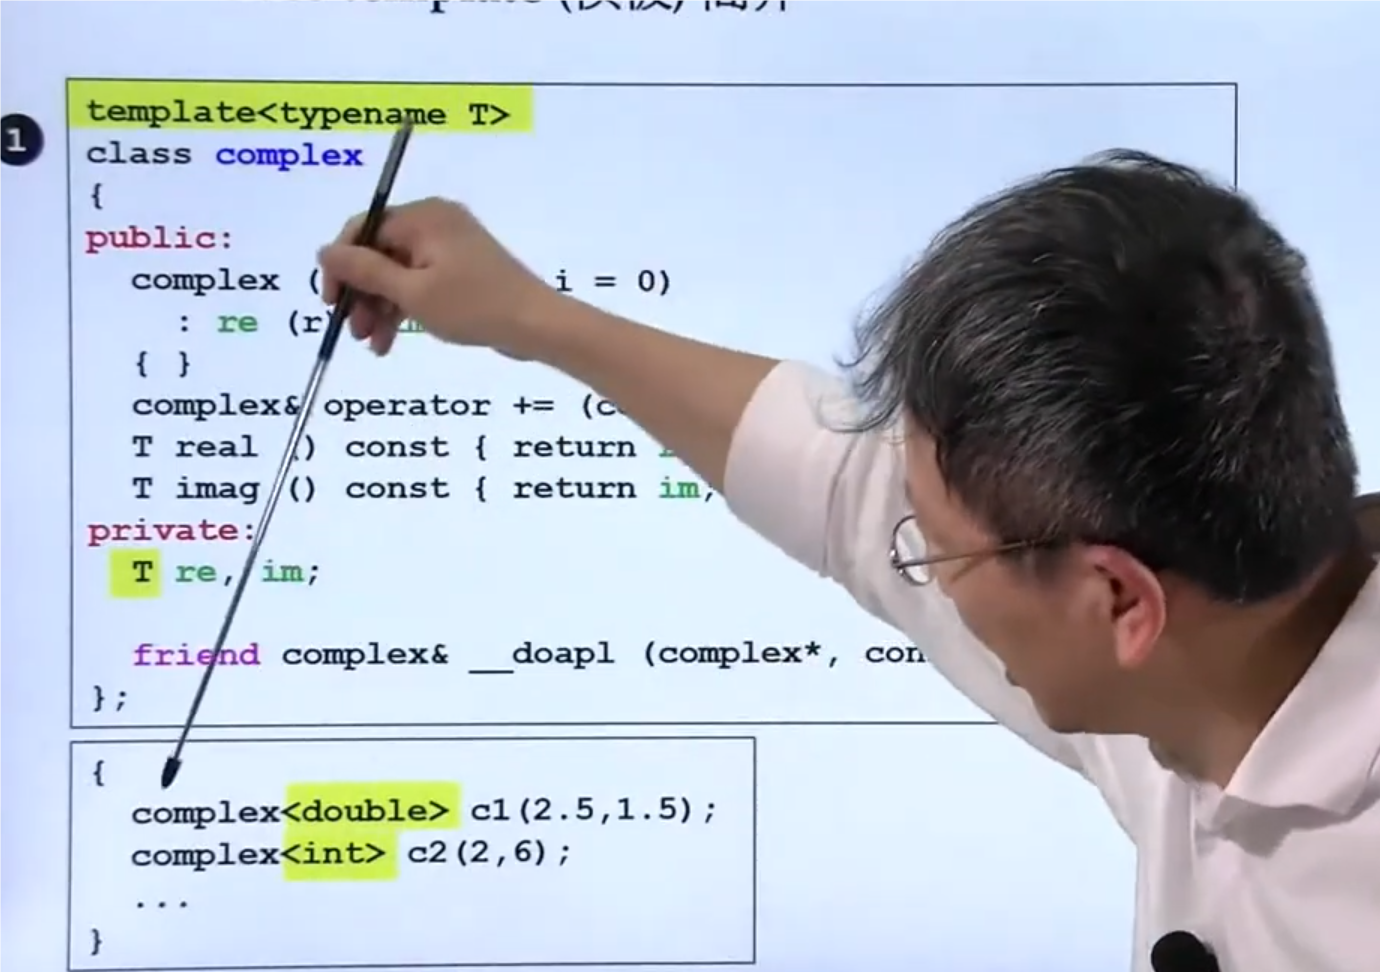 template<typename T>
1
class complex
{
public:
complex ( i = 0)
: re (r)
{ }
complex& operator += (
T real () const { return
T imag () const { return im;
private:
T re, im;
friend complex& __doapl (complex*, con
};
{
complex<double> c1(2.5,1.5);
complex<int> c2(2,6);
...
}